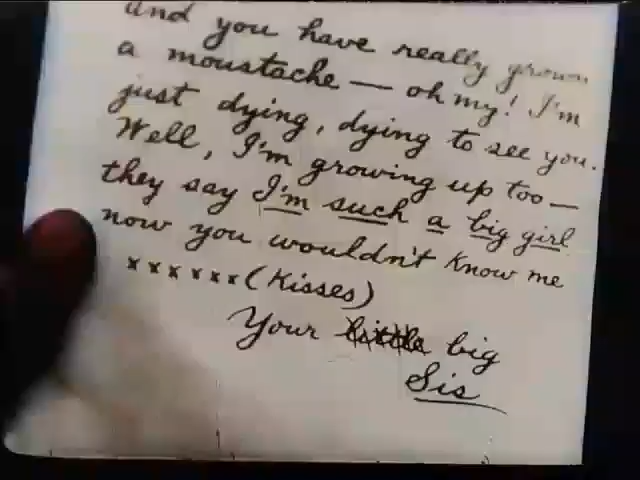 and you have really grown
a moustache — oh my! I'm
just dying, dying to see you.
Well, I'm growing up too —
they say I'm such a big girl
now you wouldn't know me
xxxxxx (Kisses)
Your little big
Sis